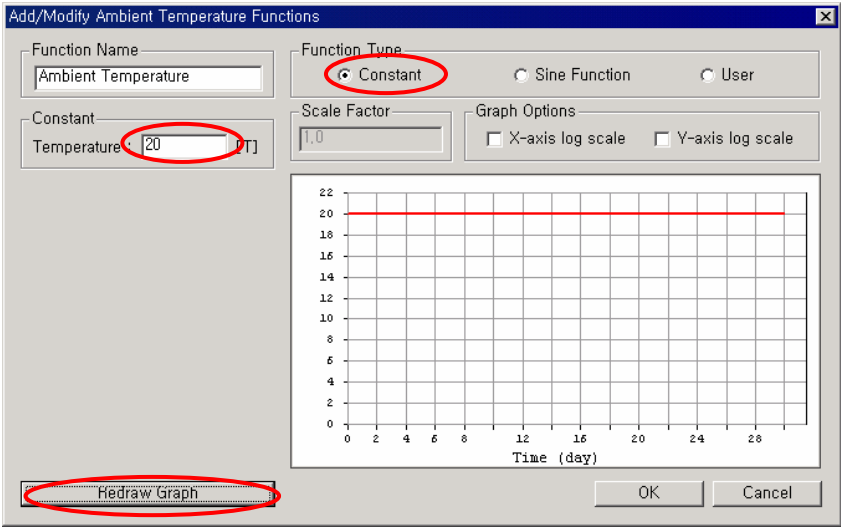 Add/Modify Ambient Temperature Functions
Function Name
Ambient Temperature
Function Type
Constant
Sine Function
User
Constant
Temperature : 20 [T]
Scale Factor
1,0
Graph Options
X-axis log scale
Y-axis log scale
22
20
18
16
14
12
10
8
6
4
2
0
0 2 4 6 8 12 16 20 24 28
Time (day)
Redraw Graph
OK
Cancel